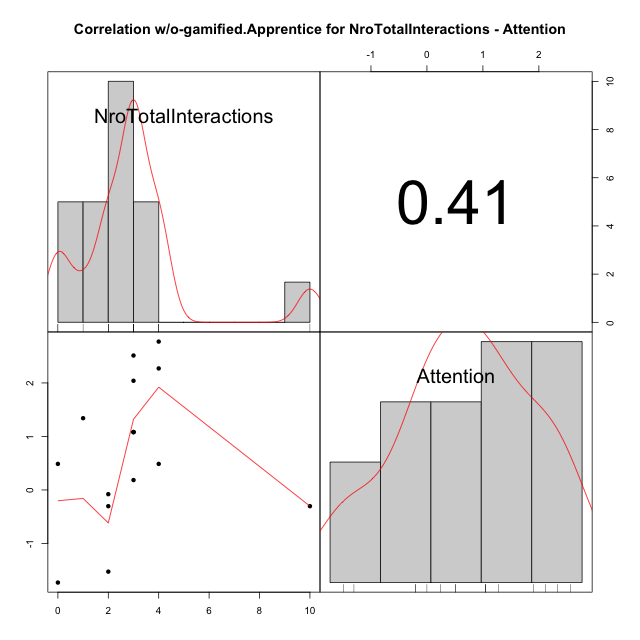 Correlation w/o-gamified.Apprentice for NroTotalInteractions - Attention
-1 0 1 2
NroTotalInteractions
0.41
10
8
6
4
2
0
2
1
0
-1
Attention
0 2 4 6 8 10